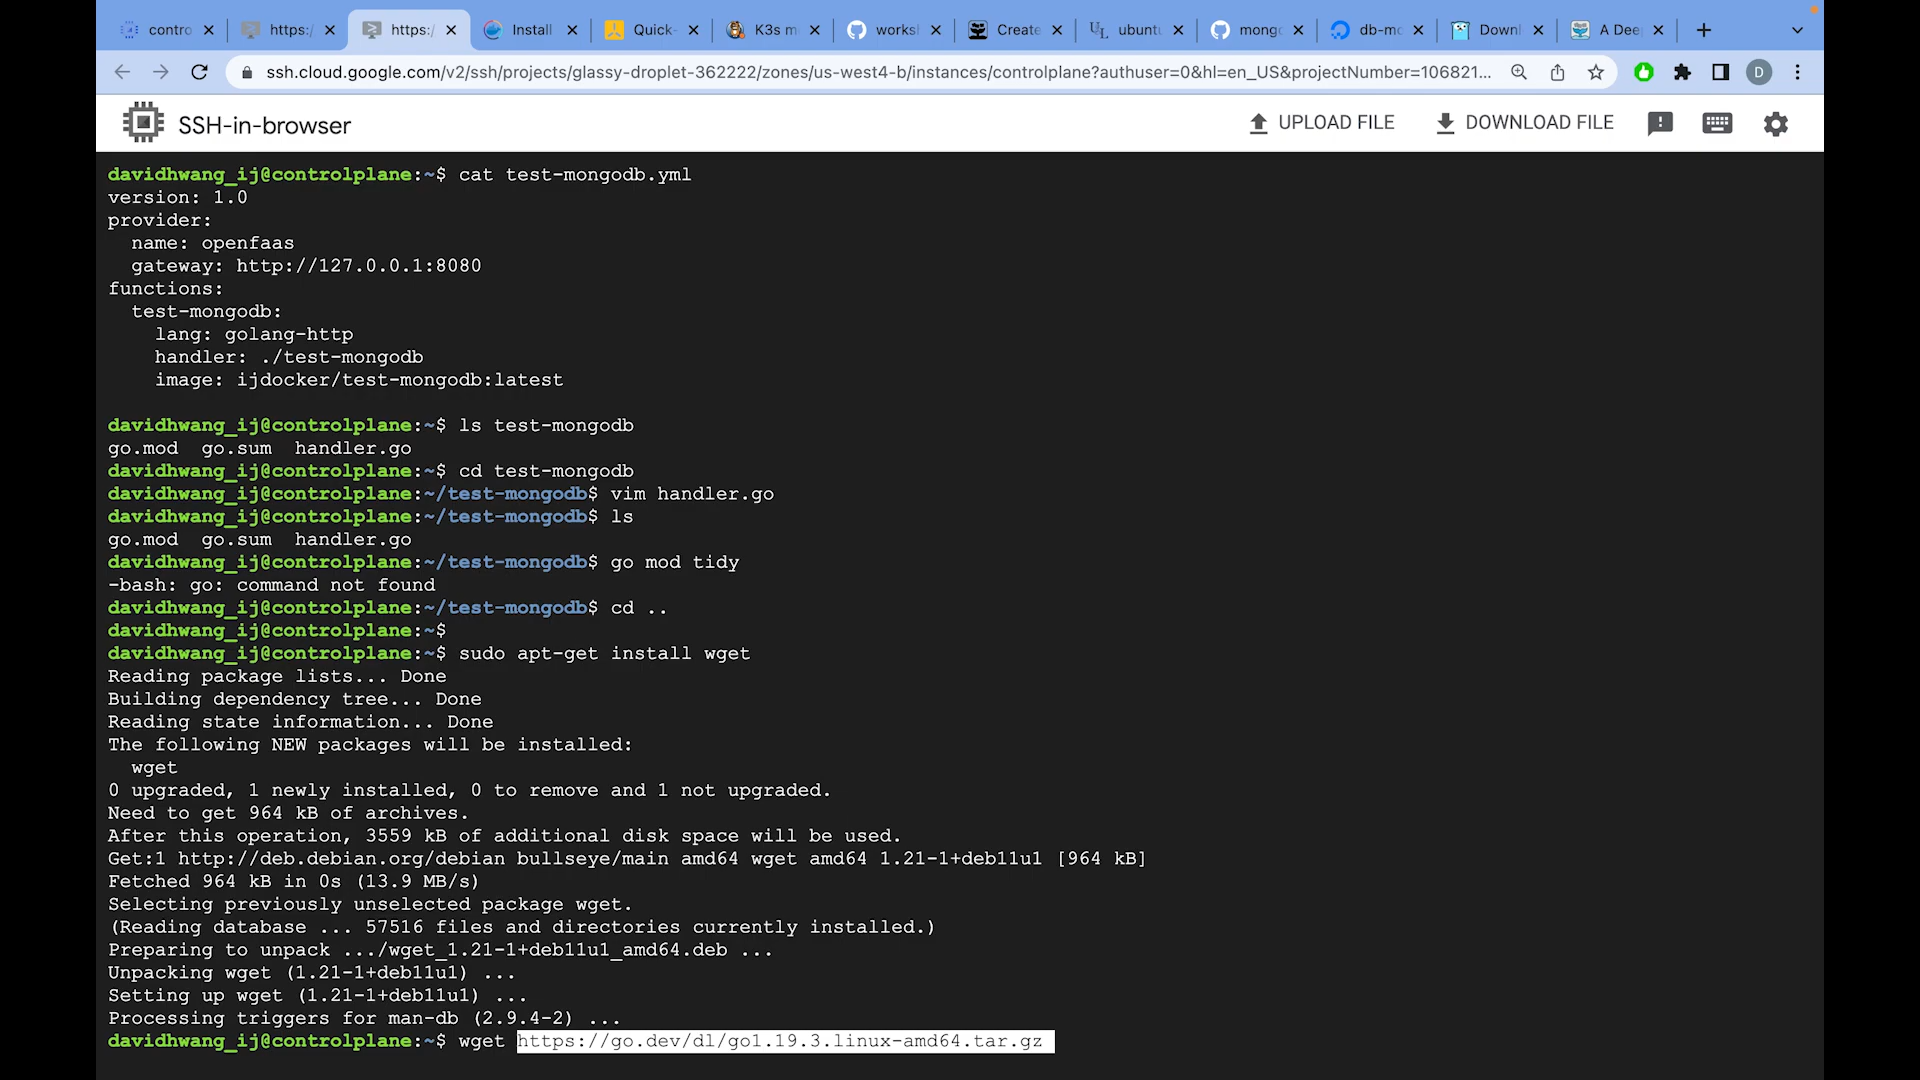 contro
https:/
https:/
Install
Quick-
K3s m
works
Create
ubunt
mong
db-mo
Downl
A Dee
ssh.cloud.google.com/v2/ssh/projects/glassy-droplet-362222/zones/us-west4-b/instances/controlplane?authuser=0&hl=en_US&projectNumber=106821...
D
SSH-in-browser
UPLOAD FILE
DOWNLOAD FILE
davidhwang_ij@controlplane:~$ cat test-mongodb.yml
version: 1.0
provider:
name: openfaas
gateway: http://127.0.0.1:8080
functions:
test-mongodb:
lang: golang-http
handler: ./test-mongodb
image: ijdocker/test-mongodb:latest
davidhwang_ij@controlplane:~$ ls test-mongodb
go.mod go.sum handler.go
davidhwang_ij@controlplane:~$ cd test-mongodb
davidhwang_ij@controlplane:~/test-mongodb$ vim handler.go
davidhwang_ij@controlplane:~/test-mongodb$ ls
go.mod go.sum handler.go
davidhwang_ij@controlplane:~/test-mongodb$ go mod tidy
-bash: go: command not found
davidhwang_ij@controlplane:~/test-mongodb$ cd ..
davidhwang_ij@controlplane:~$
davidhwang_ij@controlplane:~$ sudo apt-get install wget
Reading package lists... Done
Building dependency tree... Done
Reading state information... Done
The following NEW packages will be installed:
wget
0 upgraded, 1 newly installed, 0 to remove and 1 not upgraded.
Need to get 964 kB of archives.
After this operation, 3559 kB of additional disk space will be used.
Get:1 http://deb.debian.org/debian bullseye/main amd64 wget amd64 1.21-1+deb11u1 [964 kB]
Fetched 964 kB in 0s (13.9 MB/s)
Selecting previously unselected package wget.
(Reading database ... 57516 files and directories currently installed.)
Preparing to unpack .../wget_1.21-1+deb11u1_amd64.deb ...
Unpacking wget (1.21-1+deb11u1) ...
Setting up wget (1.21-1+deb11u1) ...
Processing triggers for man-db (2.9.4-2) ...
davidhwang_ij@controlplane:~$ wget https://go.dev/dl/go1.19.3.linux-amd64.tar.gz